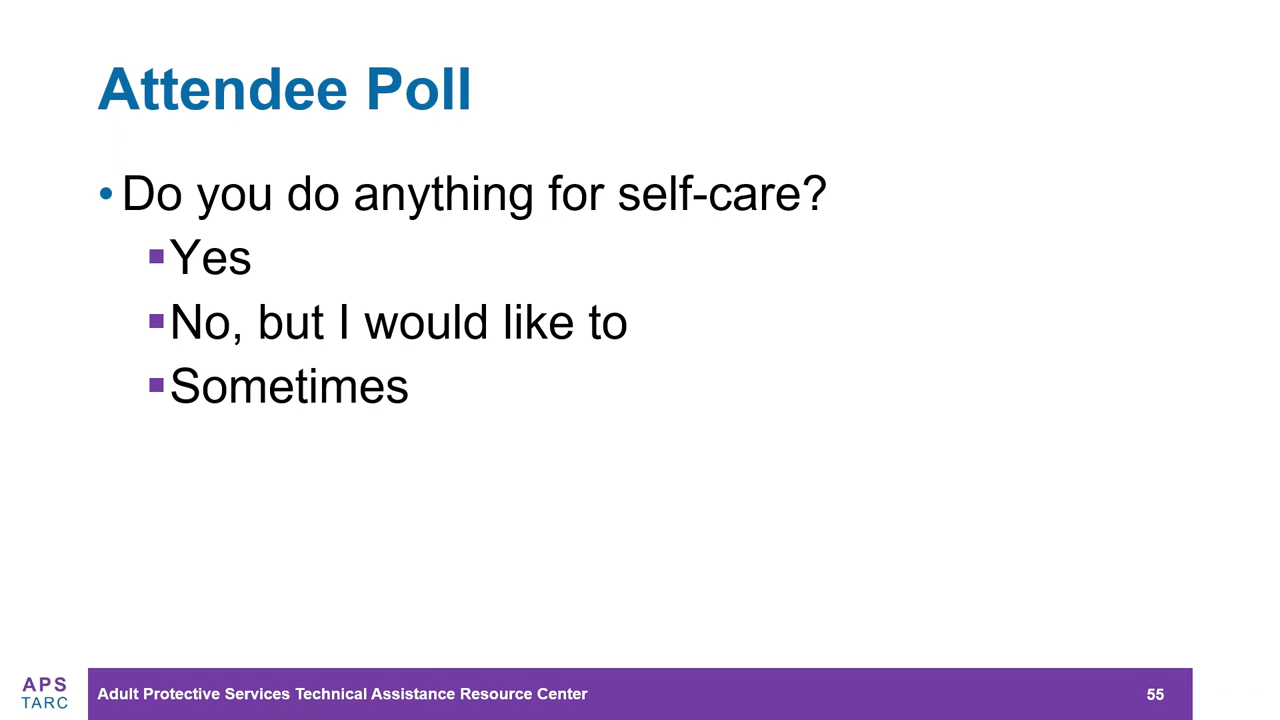 Attendee Poll
• Do you do anything for self-care?
▪ Yes
▪ No, but I would like to
▪ Sometimes
APS
TARC
Adult Protective Services Technical Assistance Resource Center
55